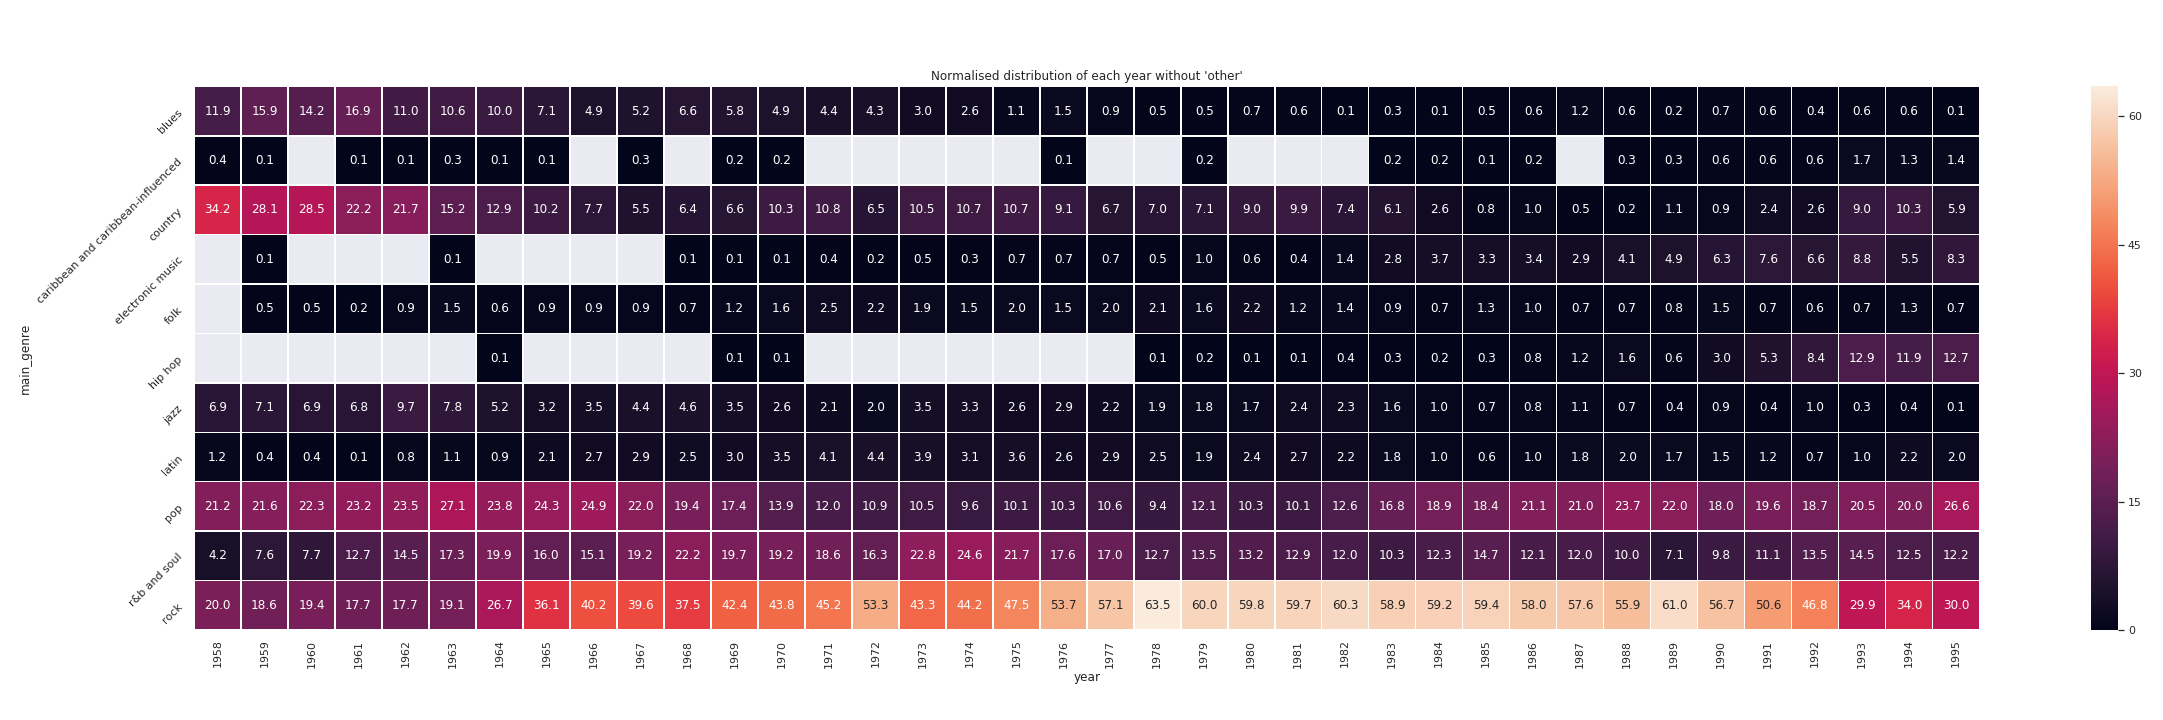 Normalised distribution of each year without 'other'
main_genre
blues 11.9 15.9 14.2 16.9 11.0 10.6 10.0 7.1 4.9 5.2 6.6 5.8 4.9 4.4 4.3 3.0 2.6 1.1 1.5 0.9 0.5 0.5 0.7 0.6 0.1 0.3 0.1 0.5 0.6 1.2 0.6 0.2 0.7 0.6 0.4 0.6 0.6 0.1
caribbean and caribbean-influenced 0.4 0.1 0.1 0.1 0.3 0.1 0.1 0.3 0.2 0.2 0.1 0.2 0.2 0.2 0.1 0.2 0.3 0.3 0.6 0.6 0.6 1.7 1.3 1.4
country 34.2 28.1 28.5 22.2 21.7 15.2 12.9 10.2 7.7 5.5 6.4 6.6 10.3 10.8 6.5 10.5 10.7 10.7 9.1 6.7 7.0 7.1 9.0 9.9 7.4 6.1 2.6 0.8 1.0 0.5 0.2 1.1 0.9 2.4 2.6 9.0 10.3 5.9
electronic music 0.1 0.1 0.1 0.1 0.1 0.4 0.2 0.5 0.3 0.7 0.7 0.7 0.5 1.0 0.6 0.4 1.4 2.8 3.7 3.3 3.4 2.9 4.1 4.9 6.3 7.6 6.6 8.8 5.5 8.3
folk 0.5 0.5 0.2 0.9 1.5 0.6 0.9 0.9 0.9 0.7 1.2 1.6 2.5 2.2 1.9 1.5 2.0 1.5 2.0 2.1 1.6 2.2 1.2 1.4 0.9 0.7 1.3 1.0 0.7 0.7 0.8 1.5 0.7 0.6 0.7 1.3 0.7
hip hop 0.1 0.1 0.1 0.1 0.2 0.1 0.1 0.4 0.3 0.2 0.3 0.8 1.2 1.6 0.6 3.0 5.3 8.4 12.9 11.9 12.7
jazz 6.9 7.1 6.9 6.8 9.7 7.8 5.2 3.2 3.5 4.4 4.6 3.5 2.6 2.1 2.0 3.5 3.3 2.6 2.9 2.2 1.9 1.8 1.7 2.4 2.3 1.6 1.0 0.7 0.8 1.1 0.7 0.4 0.9 0.4 1.0 0.3 0.4 0.1
latin 1.2 0.4 0.4 0.1 0.8 1.1 0.9 2.1 2.7 2.9 2.5 3.0 3.5 4.1 4.4 3.9 3.1 3.6 2.6 2.9 2.5 1.9 2.4 2.7 2.2 1.8 1.0 0.6 1.0 1.8 2.0 1.7 1.5 1.2 0.7 1.0 2.2 2.0
pop 21.2 21.6 22.3 23.2 23.5 27.1 23.8 24.3 24.9 22.0 19.4 17.4 13.9 12.0 10.9 10.5 9.6 10.1 10.3 10.6 9.4 12.1 10.3 10.1 12.6 16.8 18.9 18.4 21.1 21.0 23.7 22.0 18.0 19.6 18.7 20.5 20.0 26.6
r&b and soul 4.2 7.6 7.7 12.7 14.5 17.3 19.9 16.0 15.1 19.2 22.2 19.7 19.2 18.6 16.3 22.8 24.6 21.7 17.6 17.0 12.7 13.5 13.2 12.9 12.0 10.3 12.3 14.7 12.1 12.0 10.0 7.1 9.8 11.1 13.5 14.5 12.5 12.2
rock 20.0 18.6 19.4 17.7 17.7 19.1 26.7 36.1 40.2 39.6 37.5 42.4 43.8 45.2 53.3 43.3 44.2 47.5 53.7 57.1 63.5 60.0 59.8 59.7 60.3 58.9 59.2 59.4 58.0 57.6 55.9 61.0 56.7 50.6 46.8 29.9 34.0 30.0
1958 1959 1960 1961 1962 1963 1964 1965 1966 1967 1968 1969 1970 1971 1972 1973 1974 1975 1976 1977 1978 1979 1980 1981 1982 1983 1984 1985 1986 1987 1988 1989 1990 1991 1992 1993 1994 1995
year
60
45
30
15
0